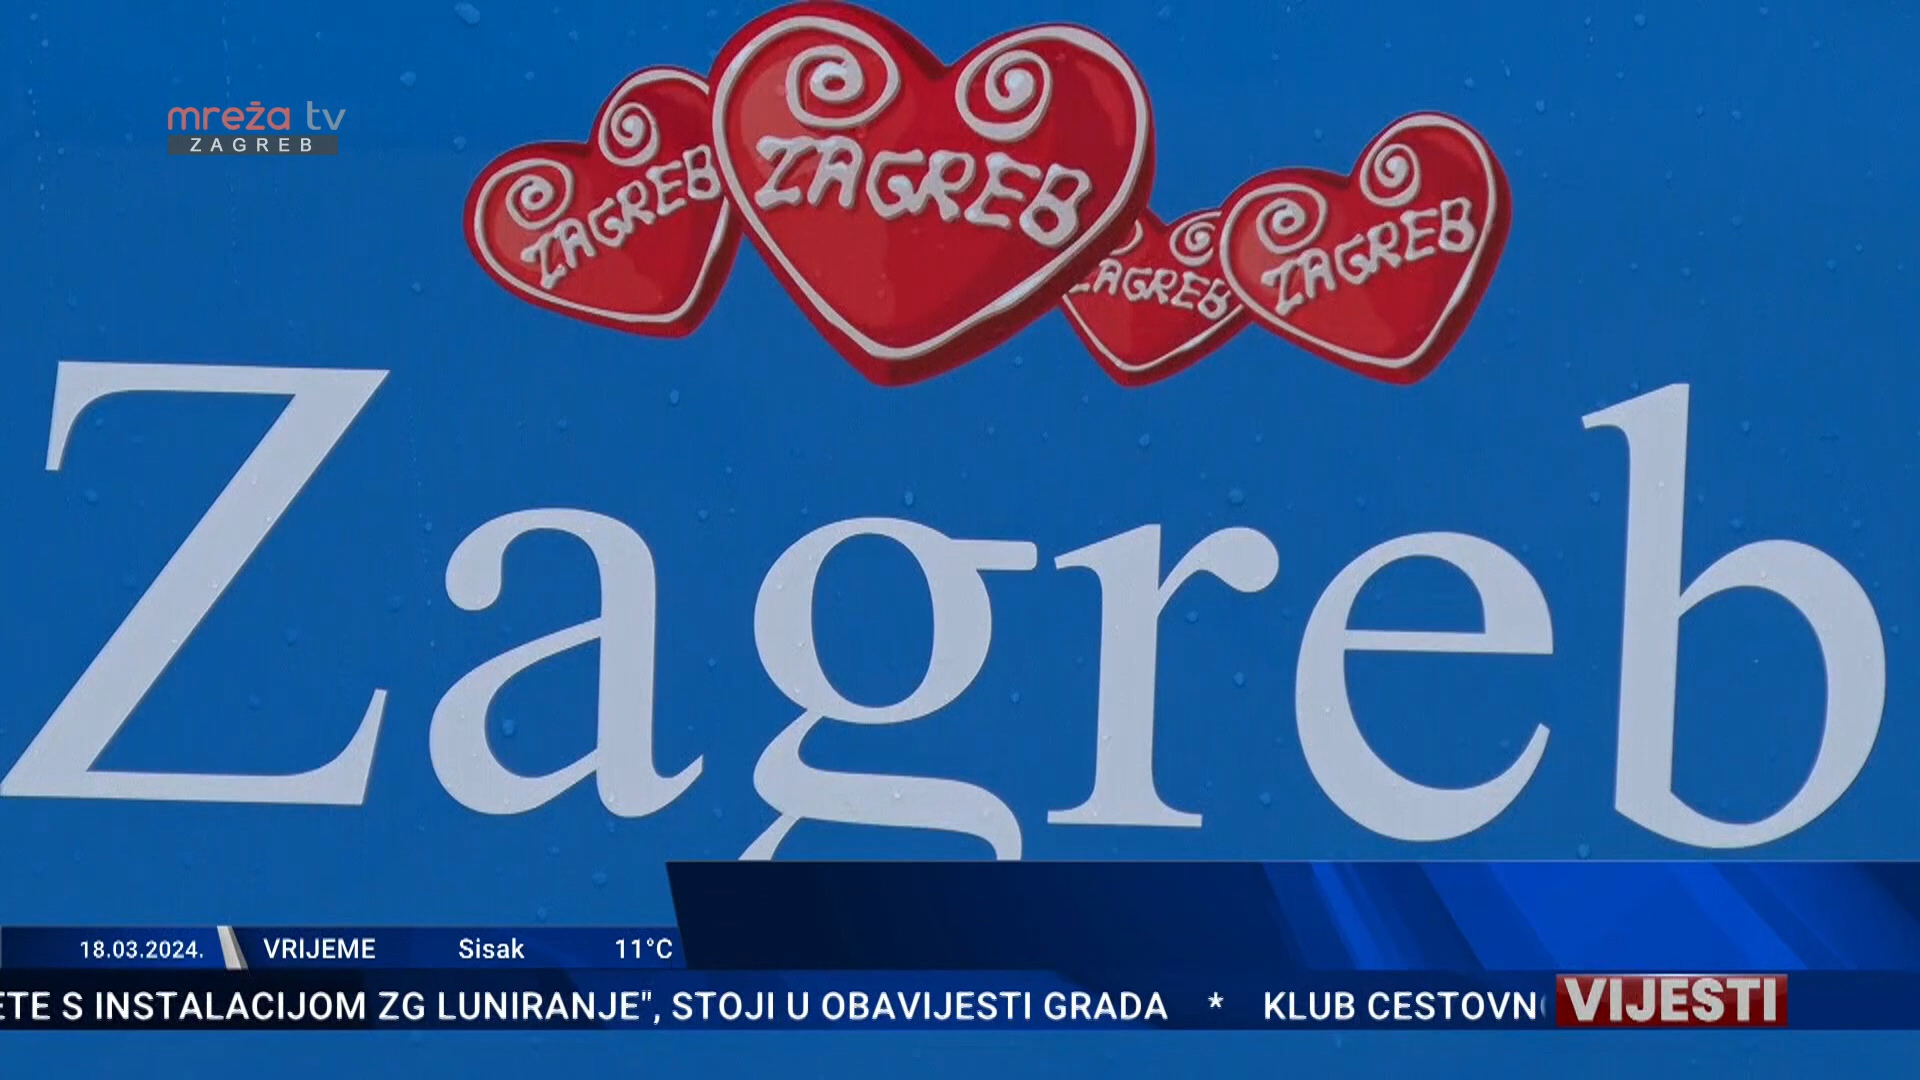 mreža tv
ZAGREB
ZAGREB
ZAGREB
ZAGREB
ZAGREB
Zagreb
18.03.2024. VRIJEME Sisak 11°C
ETE S INSTALACIJOM ZG LUNIRANJE", STOJI U OBAVIJESTI GRADA * KLUB CESTOVN
VIJESTI